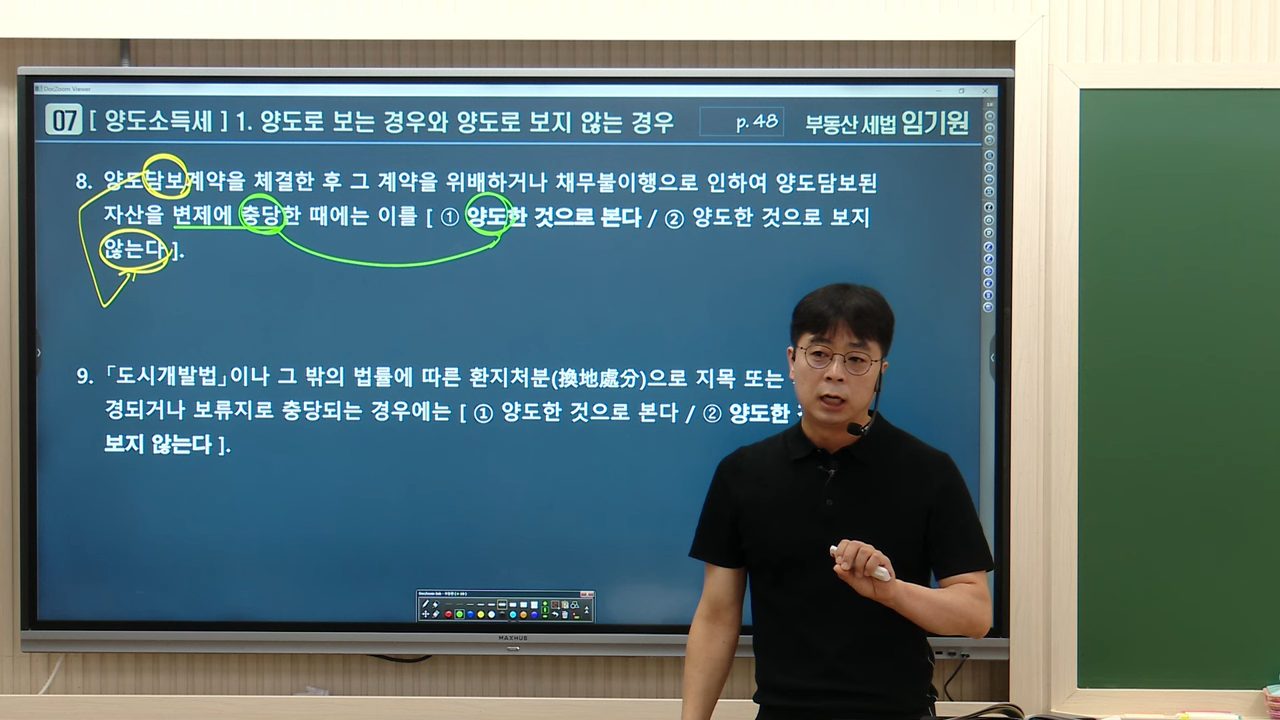 DocZoom Viewer
07 [ 양도소득세 ] 1. 양도로 보는 경우와 양도로 보지 않는 경우 p.48 부동산 세법 임기원
8. 양도담보계약을 체결한 후 그 계약을 위배하거나 채무불이행으로 인하여 양도담보된
자산을 변제에 충당한 때에는 이를 [ ① 양도한 것으로 본다 / ② 양도한 것으로 보지
않는다 ].
9. 「도시개발법」이나 그 밖의 법률에 따른 환지처분(換地處分)으로 지목 또는
경되거나 보류지로 충당되는 경우에는 [ ① 양도한 것으로 본다 / ② 양도한
보지 않는다 ].
MAXHUB